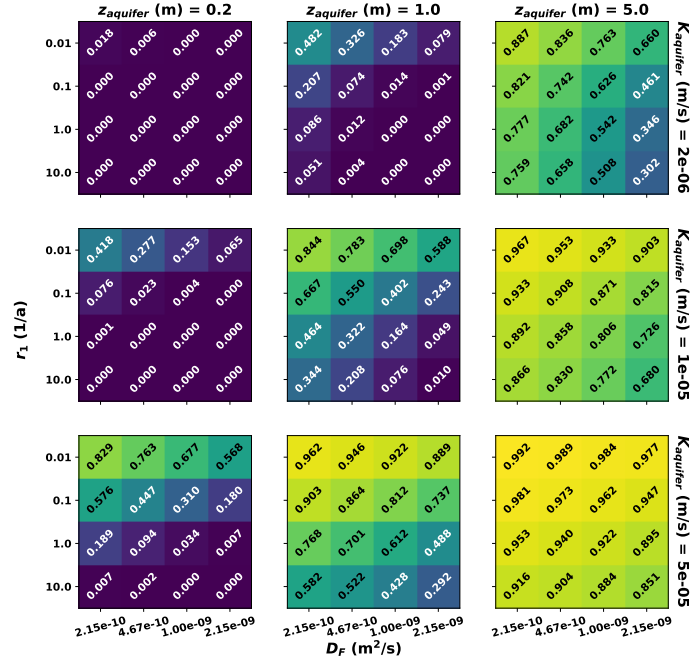 z_aquifer (m) = 0.2 z_aquifer (m) = 1.0 z_aquifer (m) = 5.0
0.01 0.018 0.006 0.000 0.000 0.482 0.326 0.183 0.079 0.887 0.836 0.763 0.660
0.1 0.000 0.000 0.000 0.000 0.207 0.074 0.014 0.001 0.821 0.742 0.626 0.461
1.0 0.000 0.000 0.000 0.000 0.086 0.012 0.000 0.000 0.777 0.682 0.542 0.346
10.0 0.000 0.000 0.000 0.000 0.051 0.004 0.000 0.000 0.759 0.658 0.508 0.302
K_aquifer (m/s) = 2e-06
0.01 0.418 0.277 0.153 0.065 0.844 0.783 0.698 0.588 0.967 0.953 0.933 0.903
0.1 0.076 0.023 0.004 0.000 0.667 0.550 0.402 0.243 0.933 0.908 0.871 0.815
1.0 0.001 0.000 0.000 0.000 0.464 0.322 0.164 0.049 0.892 0.858 0.806 0.726
10.0 0.000 0.000 0.000 0.000 0.344 0.208 0.076 0.010 0.866 0.830 0.772 0.680
K_aquifer (m/s) = 1e-05
r_1 (1/a)
0.01 0.829 0.763 0.677 0.568 0.962 0.946 0.922 0.889 0.992 0.989 0.984 0.977
0.1 0.576 0.447 0.310 0.180 0.903 0.864 0.812 0.737 0.981 0.973 0.962 0.947
1.0 0.189 0.094 0.034 0.007 0.768 0.701 0.612 0.488 0.953 0.940 0.922 0.895
10.0 0.007 0.002 0.000 0.000 0.582 0.522 0.428 0.292 0.916 0.904 0.884 0.851
K_aquifer (m/s) = 5e-05
2.15e-10 4.67e-10 1.00e-09 2.15e-09 2.15e-10 4.67e-10 1.00e-09 2.15e-09 2.15e-10 4.67e-10 1.00e-09 2.15e-09
D_F (m²/s)